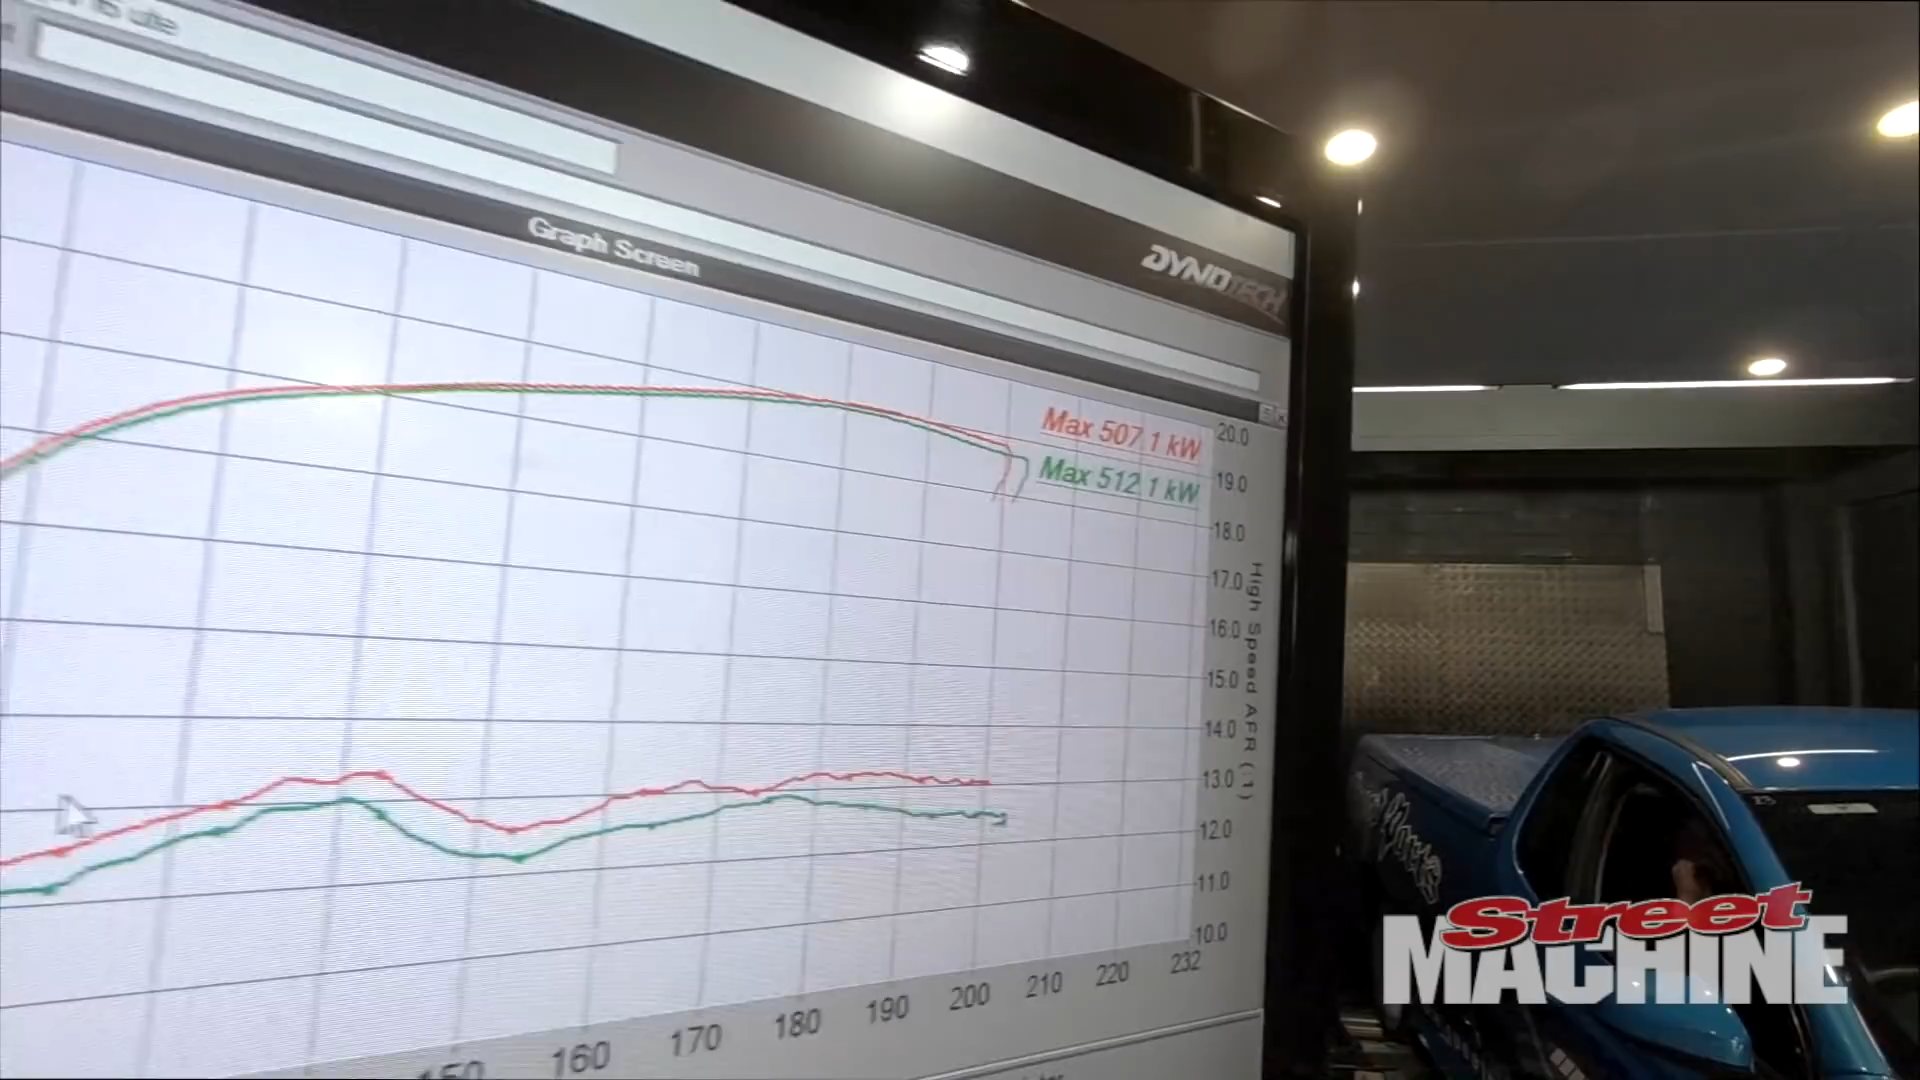 ute
Graph Screen
DYNOTECH
Max 507.1 kW
Max 512.1 kW
20.0
19.0
18.0
17.0
16.0
15.0
14.0
13.0
12.0
11.0
10.0
High Speed AFR (:1)
150
160
170
180
190
200
210
220
232
Street
MACHINE